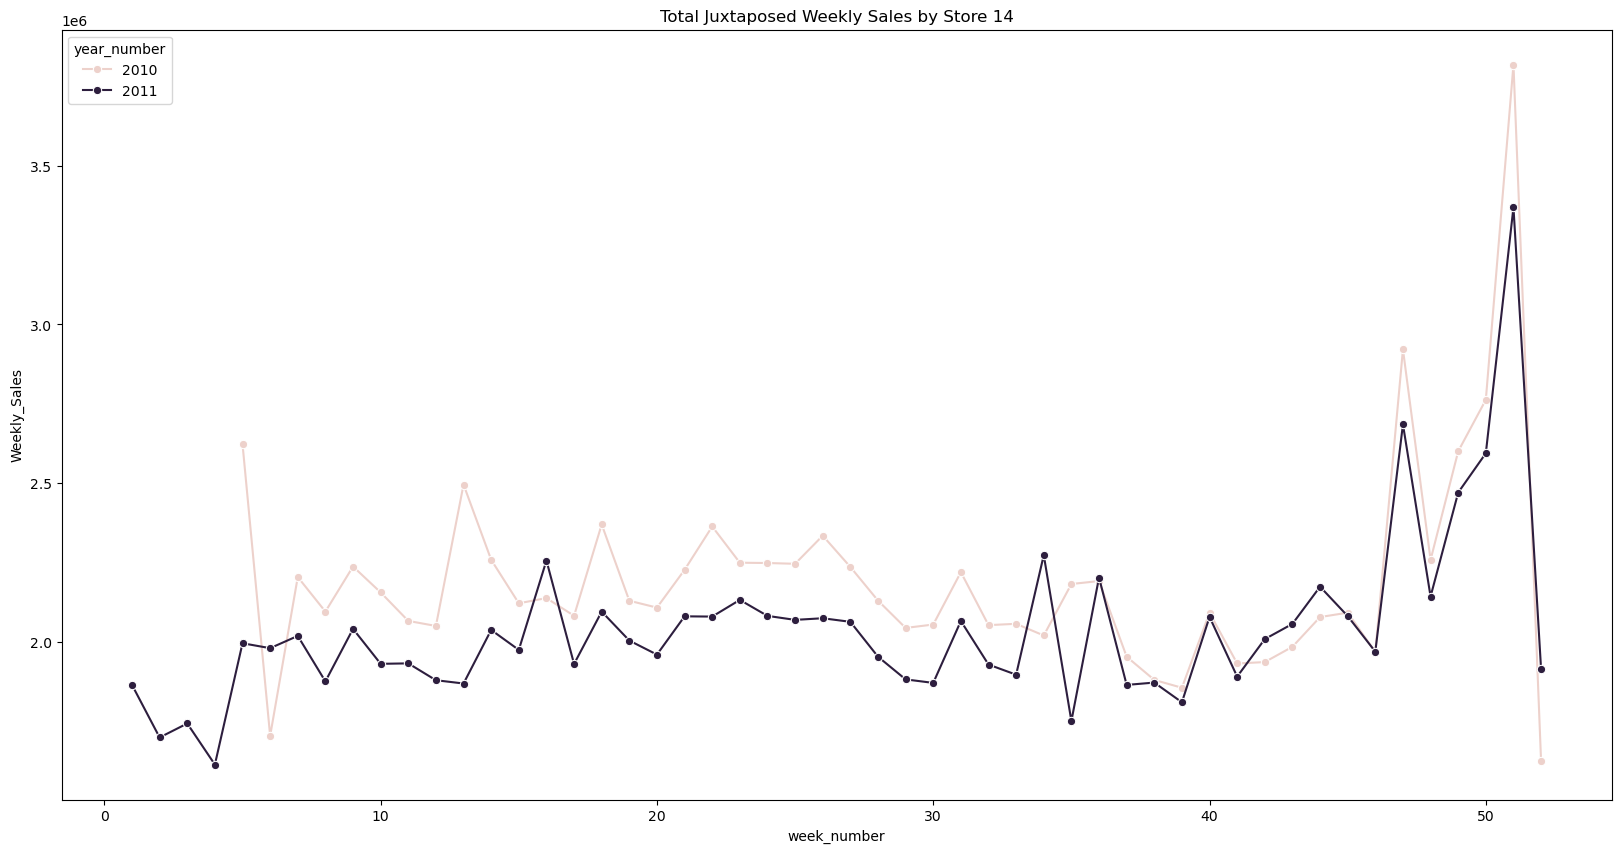 Total Juxtaposed Weekly Sales by Store 14
1e6
year_number
2010
2011
3.5
3.0
2.5
2.0
Weekly_Sales
0 10 20 30 40 50
week_number